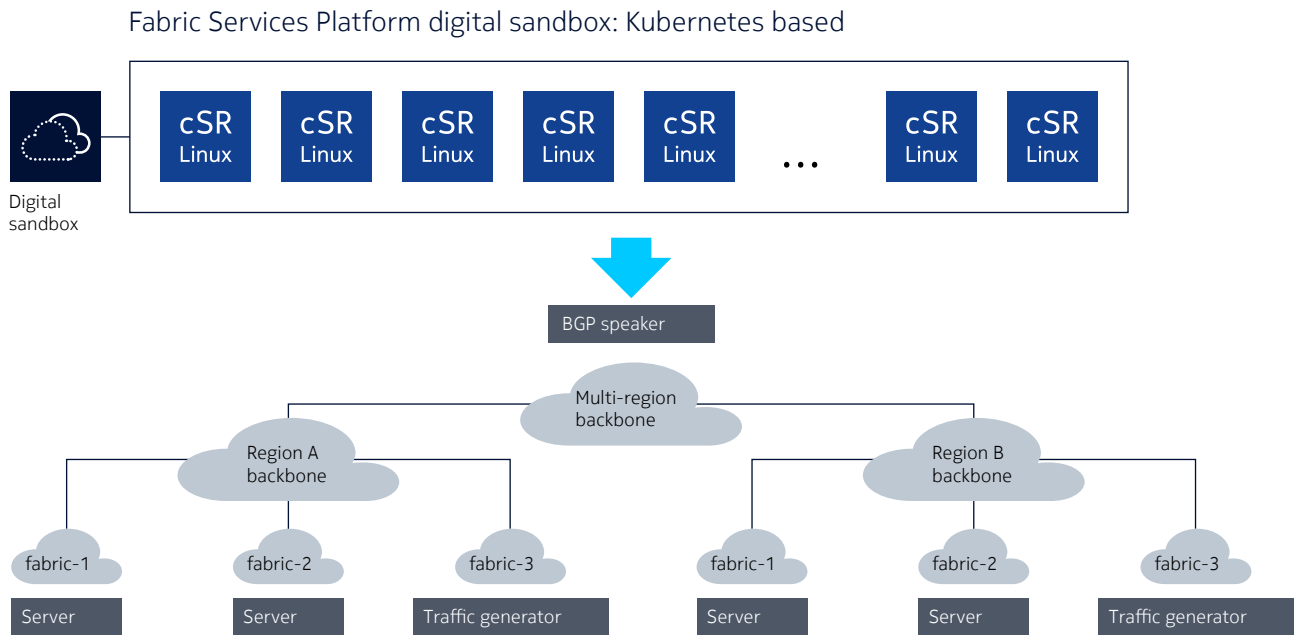 Fabric Services Platform digital sandbox: Kubernetes based
cSR
Linux
cSR
Linux
cSR
Linux
cSR
Linux
cSR
Linux
...
cSR
Linux
cSR
Linux
Digital
sandbox
BGP speaker
Multi-region
backbone
Region A
backbone
Region B
backbone
fabric-1
fabric-2
fabric-3
fabric-1
fabric-2
fabric-3
Server
Server
Traffic generator
Server
Server
Traffic generator